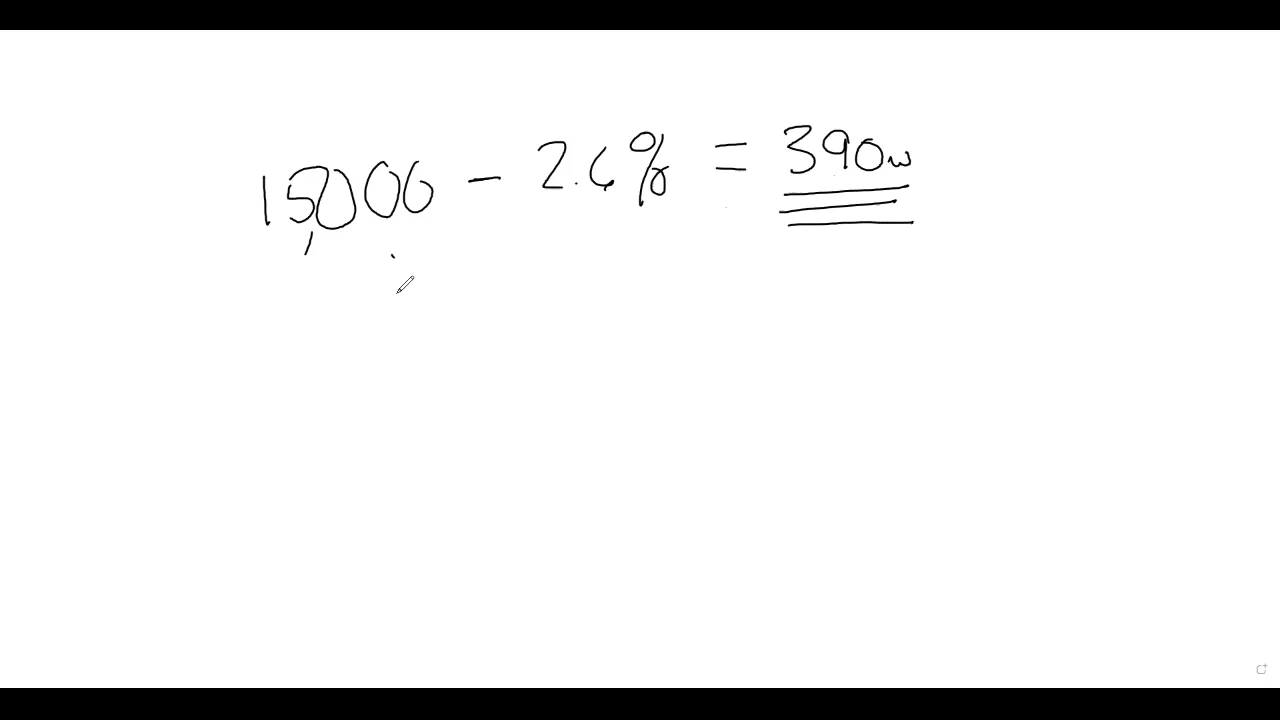 15,000 - 2.6% = 390w